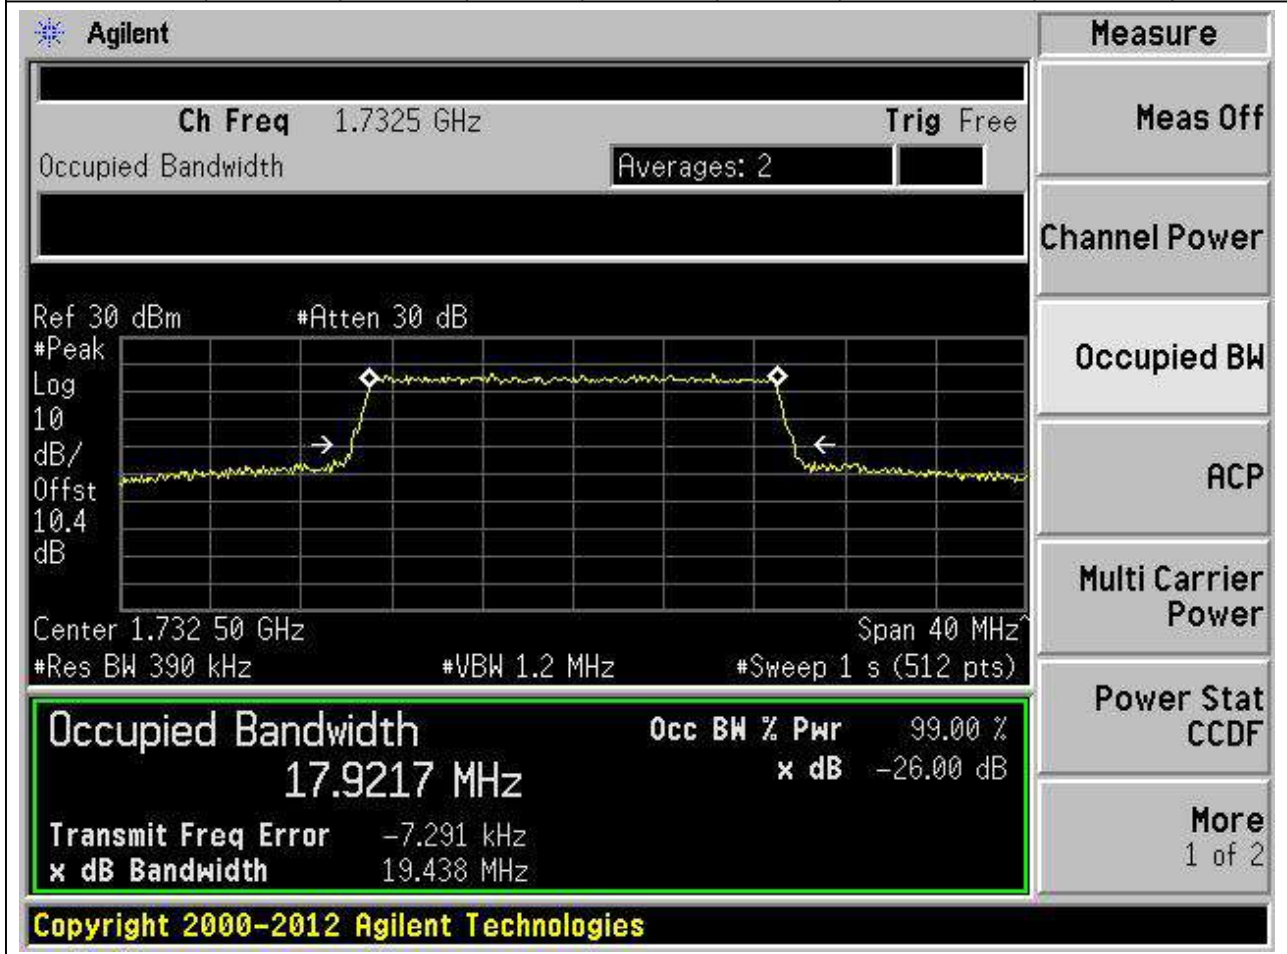 Agilent
Measure
Ch Freq 1.7325 GHz Trig Free
Occupied Bandwidth Averages: 2
Meas Off
Channel Power
Occupied BW
ACP
Multi Carrier
Power
Power Stat
CCDF
More
1 of 2
Ref 30 dBm #Atten 30 dB
#Peak
Log
10
dB/
Offst
10.4
dB
Center 1.732 50 GHz Span 40 MHz^
#Res BW 390 kHz #VBW 1.2 MHz #Sweep 1 s (512 pts)
Occupied Bandwidth Occ BW % Pwr 99.00 %
17.9217 MHz x dB -26.00 dB
Transmit Freq Error -7.291 kHz
x dB Bandwidth 19.438 MHz
Copyright 2000-2012 Agilent Technologies